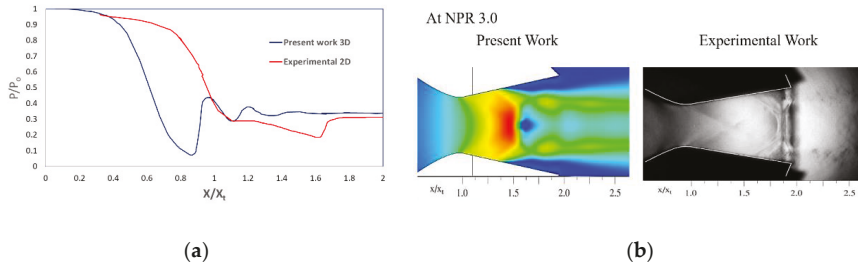 1
0.9
0.8
0.7
0.6
0.5
0.4
0.3
0.2
0.1
0
P/Po
0 0.2 0.4 0.6 0.8 1 1.2 1.4 1.6 1.8 2
X/Xt
Present work 3D
Experimental 2D
(a)
At NPR 3.0
Present Work Experimental Work
x/xt 1.0 1.5 2.0 2.5
x/xt 1.0 1.5 2.0 2.5
(b)